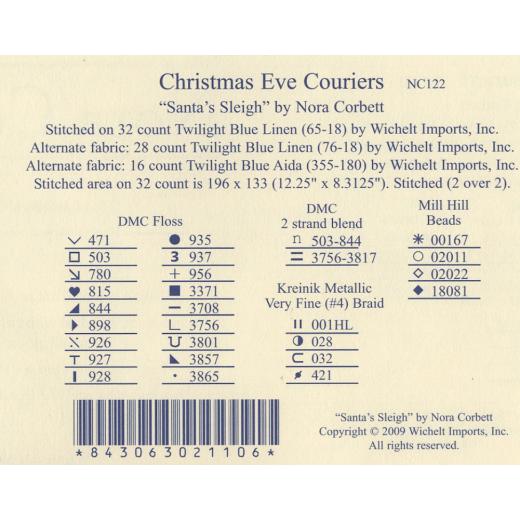 Christmas Eve Couriers NC122
"Santa's Sleigh" by Nora Corbett
Stitched on 32 count Twilight Blue Linen (65-18) by Wichelt Imports, Inc.
Alternate fabric: 28 count Twilight Blue Linen (76-18) by Wichelt Imports, Inc.
Alternate fabric: 16 count Twilight Blue Aida (355-180) by Wichelt Imports, Inc.
Stitched area on 32 count is 196 x 133 (12.25" x 8.3125"). Stitched (2 over 2).
DMC Floss
471
503
780
815
844
898
926
927
928
935
937
956
3371
3708
3756
3801
3857
3865
DMC
2 strand blend
503-844
3756-3817
Kreinik Metallic
Very Fine (#4) Braid
001HL
028
032
421
Mill Hill
Beads
00167
02011
02022
18081
*843063021106*
"Santa's Sleigh" by Nora Corbett
Copyright © 2009 Wichelt Imports, Inc.
All rights reserved.